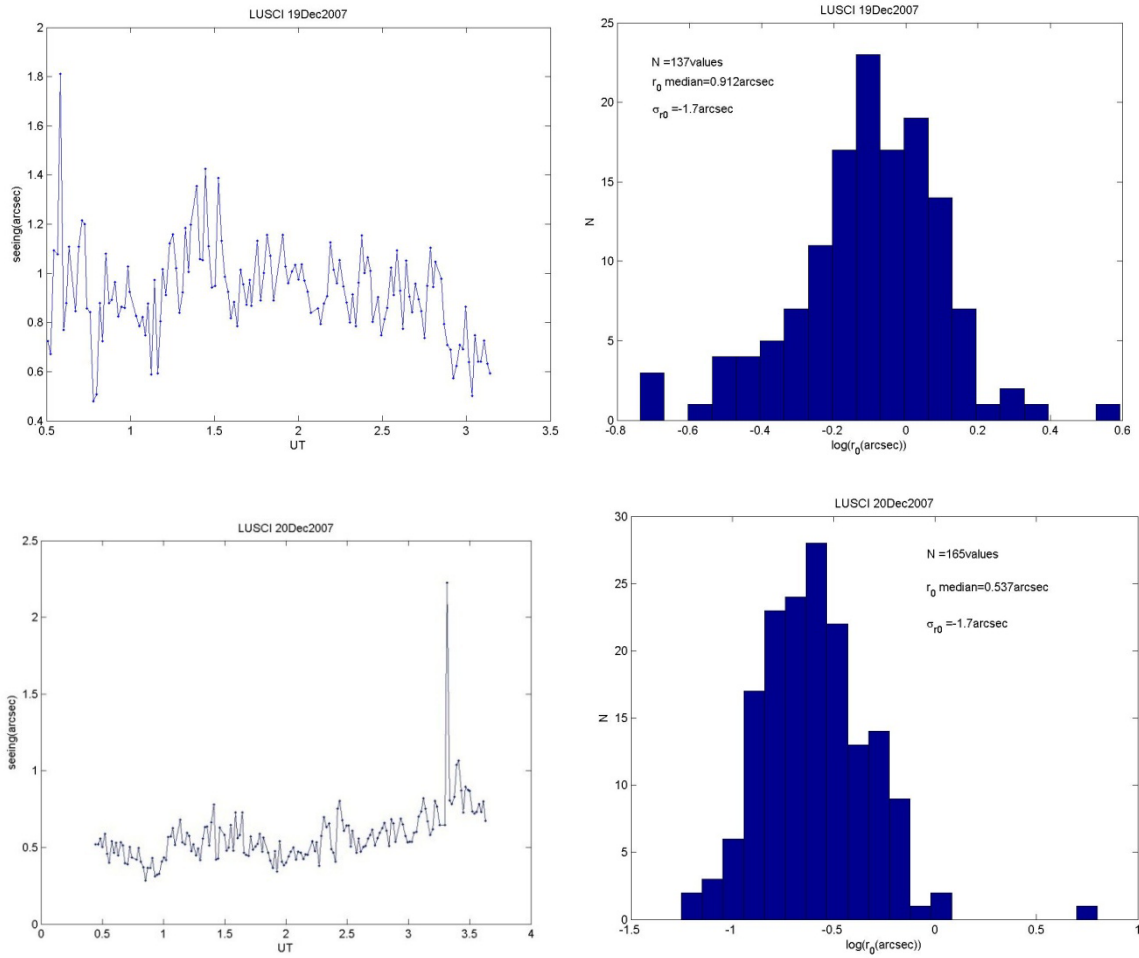 LUSCI 19Dec2007
2
1.8
1.6
1.4
1.2
1
0.8
0.6
0.4
seeing(arcsec)
0.5 1 1.5 2 2.5 3 3.5
UT
LUSCI 19Dec2007
N =137values
r0 median=0.912arcsec
σr0 =-1.7arcsec
25
20
15
10
5
0
N
-0.8 -0.6 -0.4 -0.2 0 0.2 0.4 0.6
log(r0(arcsec))
LUSCI 20Dec2007
2.5
2
1.5
1
0.5
0
seeing(arcsec)
0 0.5 1 1.5 2 2.5 3 3.5 4
UT
LUSCI 20Dec2007
N =165values
r0 median=0.537arcsec
σr0 =-1.7arcsec
30
25
20
15
10
5
0
N
-1.5 -1 -0.5 0 0.5 1
log(r0(arcsec))